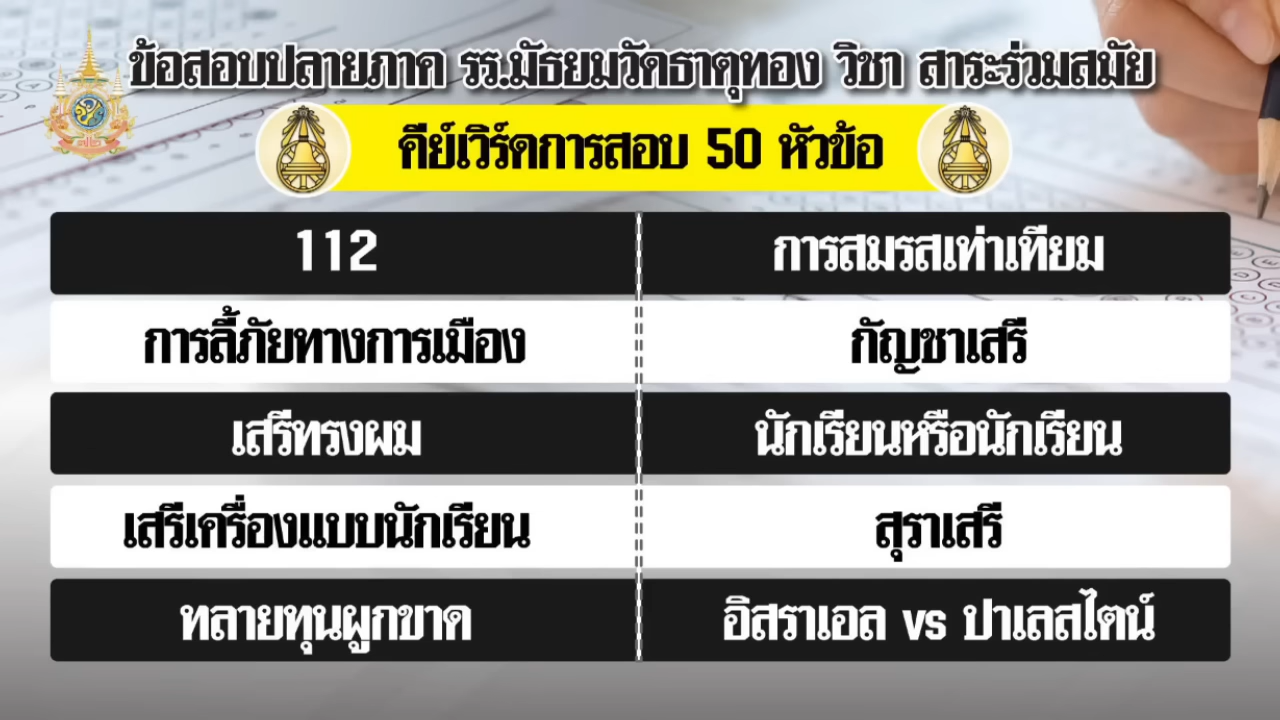 ข้อสอบปลายภาค รร.มัธยมวัดธาตุทอง วิชา สาระร่วมสมัย
คีย์เวิร์ดการสอบ 50 หัวข้อ
112
การสมรสเท่าเทียม
การลี้ภัยทางการเมือง
กัญชาเสรี
เสรีทรงผม
นักเรียนหรือนักเรียน
เสรีเครื่องแบบนักเรียน
สุราเสรี
ทลายทุนผูกขาด
อิสราเอล vs ปาเลสไตน์